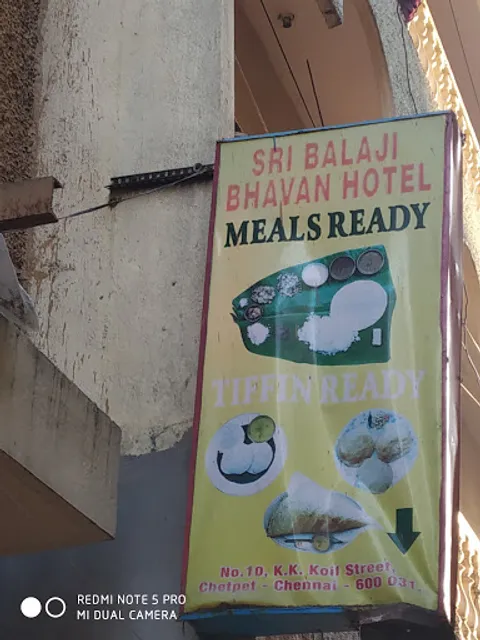 SRI BALAJI
BHAVAN HOTEL
MEALS READY
TIFFIN READY
No.10, K.K. Koil Street,
Chetpet - Chennai - 600 031.
REDMI NOTE 5 PRO
MI DUAL CAMERA